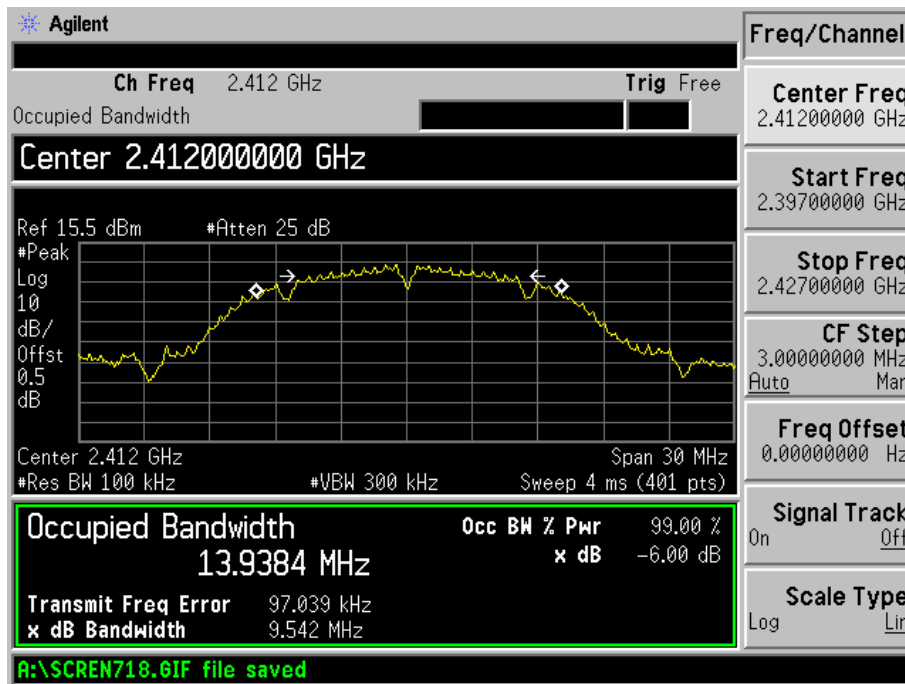 Agilent
Freq/Channel
Ch Freq 2.412 GHz Trig Free
Occupied Bandwidth
Center 2.412000000 GHz
Ref 15.5 dBm #Atten 25 dB
#Peak
Log
10
dB/
Offst
0.5
dB
Center 2.412 GHz Span 30 MHz
#Res BW 100 kHz #VBW 300 kHz Sweep 4 ms (401 pts)
Occupied Bandwidth
13.9384 MHz
Occ BW % Pwr 99.00 %
x dB -6.00 dB
Transmit Freq Error 97.039 kHz
x dB Bandwidth 9.542 MHz
A:\SCREN718.GIF file saved
Center Freq
2.41200000 GHz
Start Freq
2.39700000 GHz
Stop Freq
2.42700000 GHz
CF Step
3.00000000 MHz
Auto Man
Freq Offset
0.00000000 Hz
Signal Track
On Off
Scale Type
Log Lin